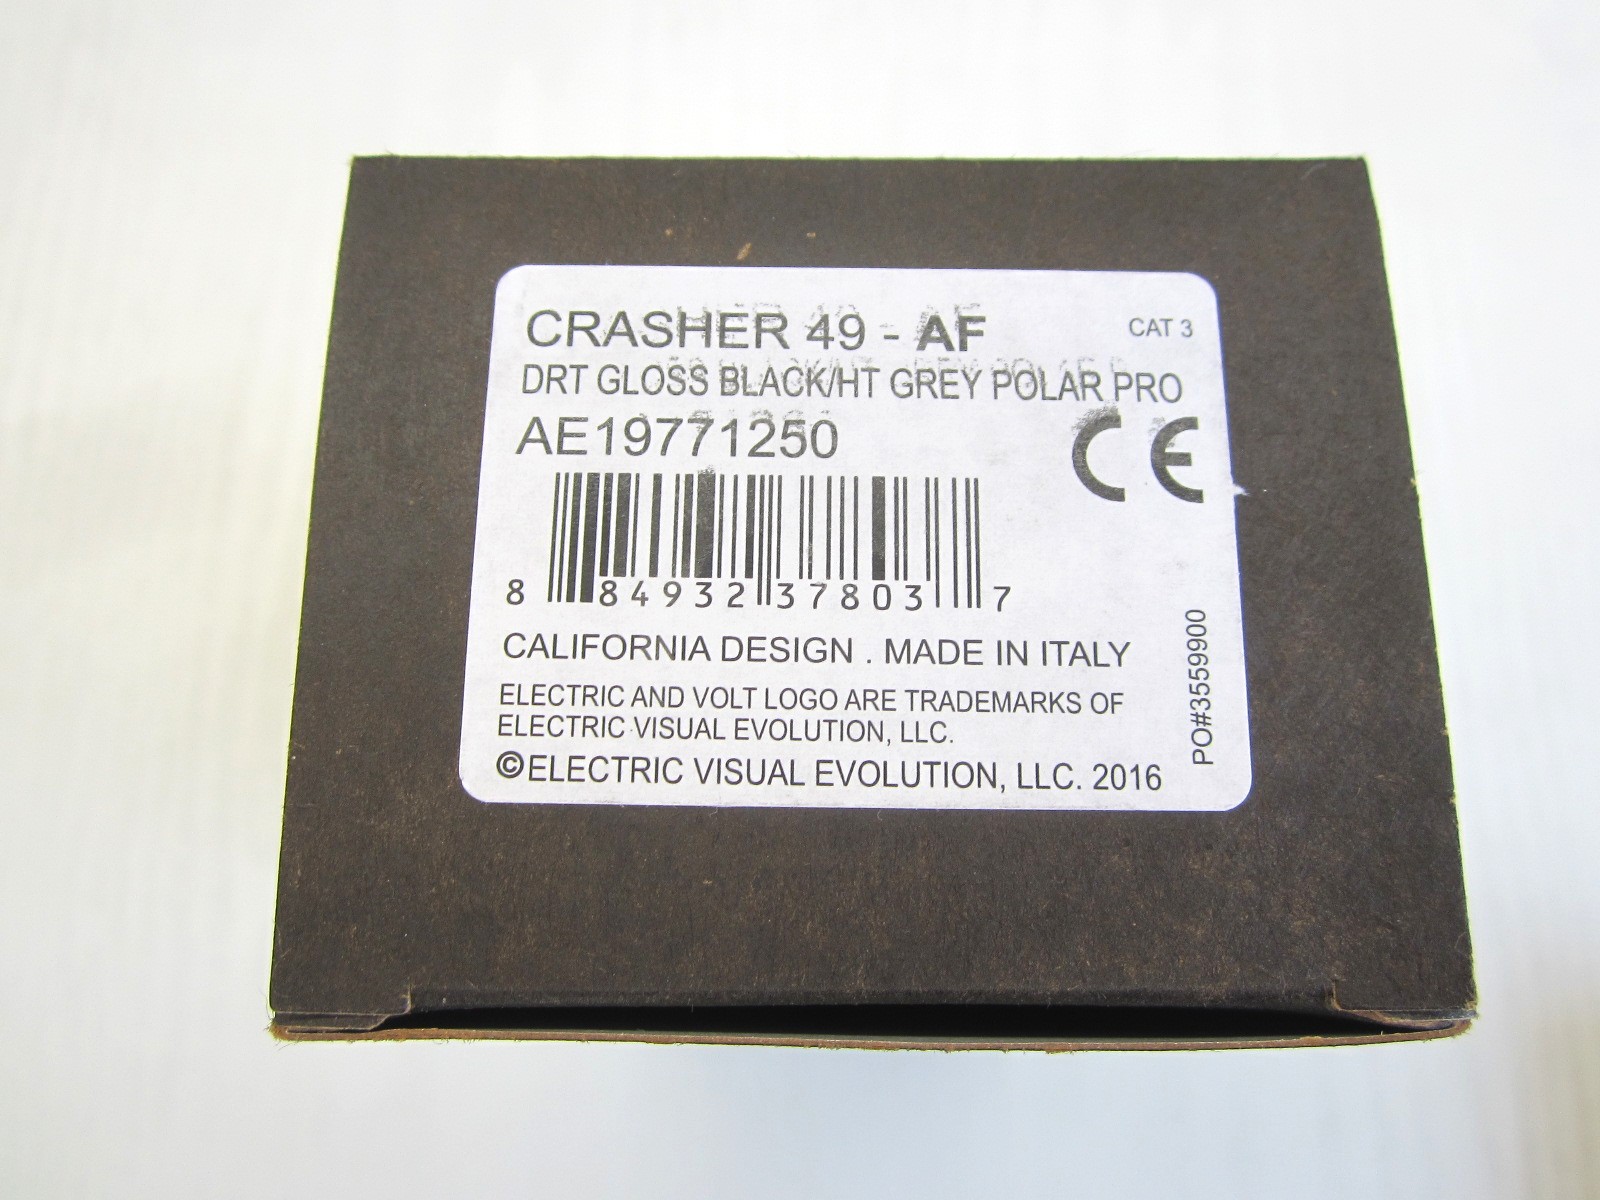 CRASHER 49 - AF
CAT 3
DRT GLOSS BLACK/HT GREY POLAR PRO
AE19771250
CE
8 84932 37803 7
CALIFORNIA DESIGN . MADE IN ITALY
ELECTRIC AND VOLT LOGO ARE TRADEMARKS OF
ELECTRIC VISUAL EVOLUTION, LLC.
©ELECTRIC VISUAL EVOLUTION, LLC. 2016
PO#3559900